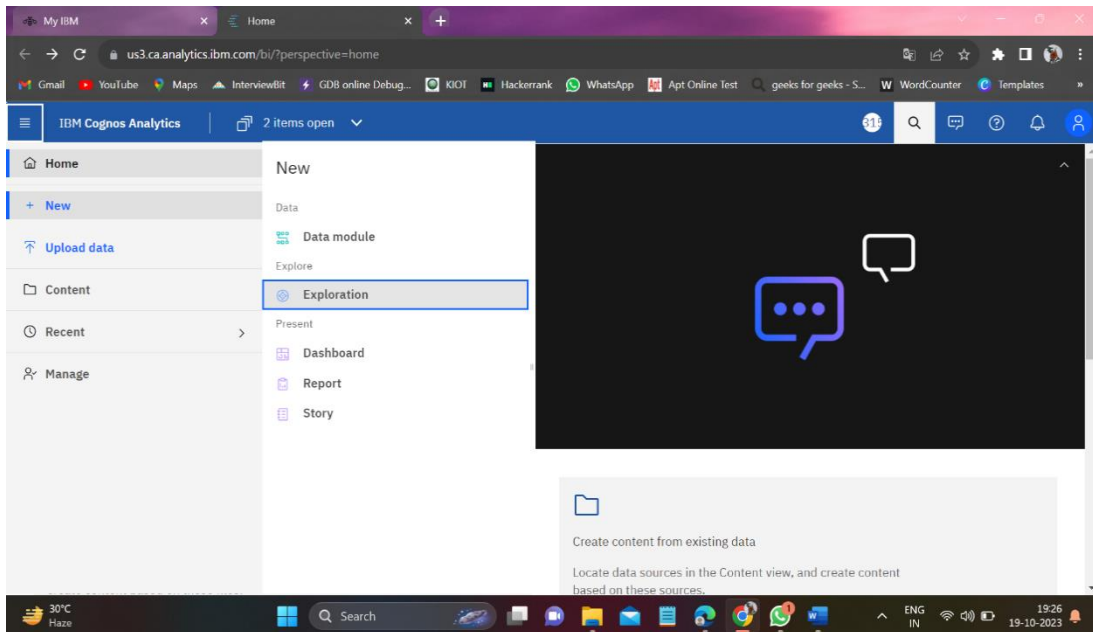 My IBM
Home
us3.ca.analytics.ibm.com/bi/?perspective=home
Gmail YouTube Maps InterviewBit GDB online Debug... KIOT Hackerrank WhatsApp Apt Online Test geeks for geeks - S... WordCounter Templates »
IBM Cognos Analytics 2 items open
Home
New
Upload data
Content
Recent
Manage
New
Data
Data module
Explore
Exploration
Present
Dashboard
Report
Story
Create content from existing data
Locate data sources in the Content view, and create content
based on these sources.
30°C
Haze
Search
ENG
IN
19:26
19-10-2023